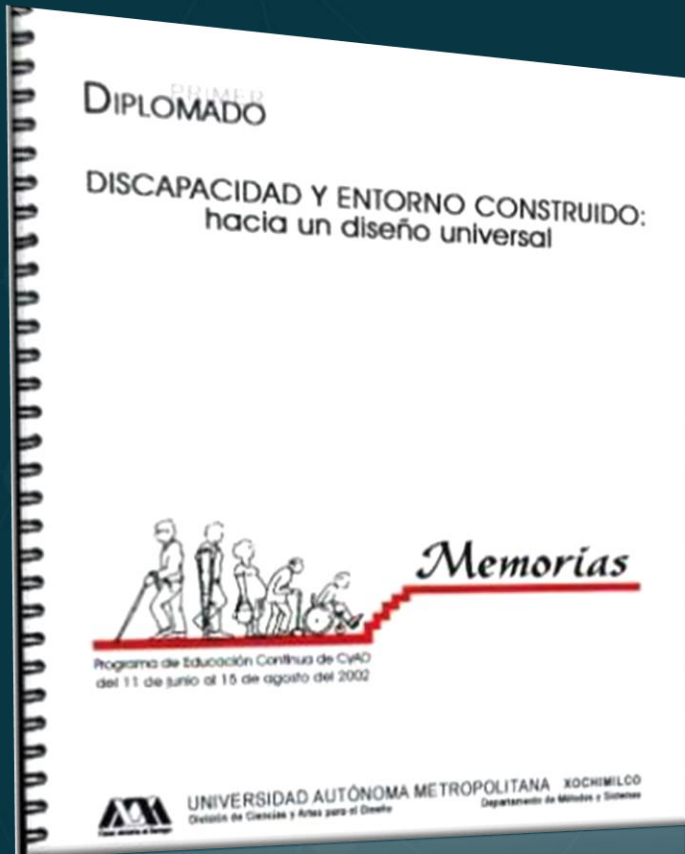 PRIMER
DIPLOMADO
DISCAPACIDAD Y ENTORNO CONSTRUIDO:
hacia un diseño universal
Memorias
Programa de Educación Continua de CyAD
del 11 de junio al 15 de agosto del 2002
UNIVERSIDAD AUTÓNOMA METROPOLITANA XOCHIMILCO
División de Ciencias y Artes para el Diseño
Departamento de Métodos y Sistemas